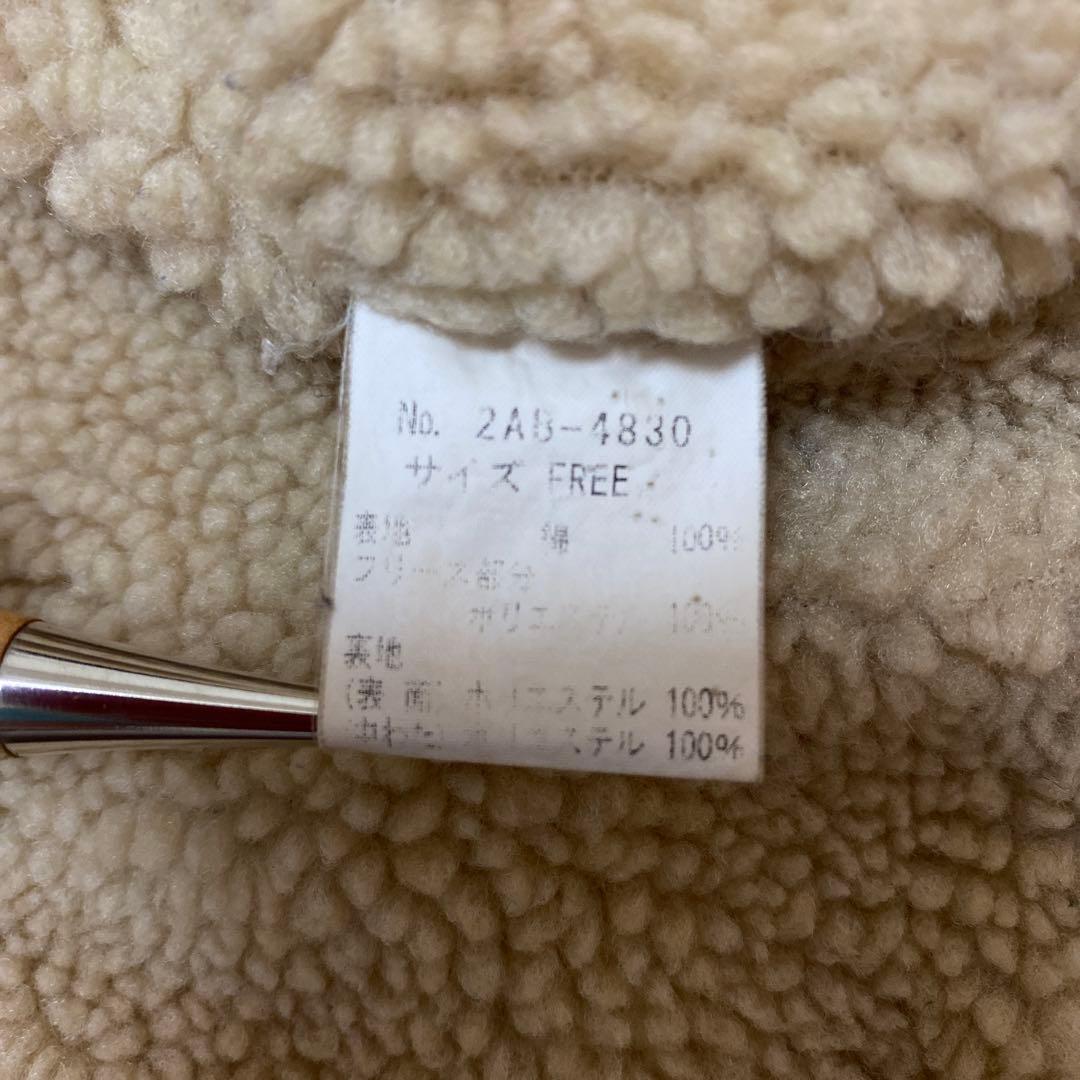 No. 2AB-4830
サイズ FREE
表地 綿 100%
フリース部分
ポリエステル 100%
裏地
(表面) ポリエステル 100%
(中わた) ポリエステル 100%